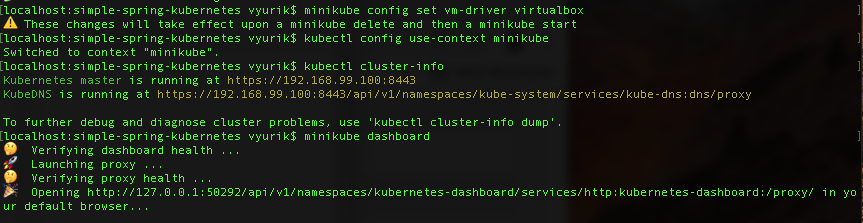 [localhost:simple-spring-kubernetes vyurik$ minikube config set vm-driver virtualbox ]
⚠️ These changes will take effect upon a minikube delete and then a minikube start
[localhost:simple-spring-kubernetes vyurik$ kubectl config use-context minikube ]
Switched to context "minikube".
[localhost:simple-spring-kubernetes vyurik$ kubectl cluster-info ]
Kubernetes master is running at https://192.168.99.100:8443
KubeDNS is running at https://192.168.99.100:8443/api/v1/namespaces/kube-system/services/kube-dns:dns/proxy
To further debug and diagnose cluster problems, use 'kubectl cluster-info dump'.
[localhost:simple-spring-kubernetes vyurik$ minikube dashboard ]
🤔 Verifying dashboard health ...
🚀 Launching proxy ...
🤔 Verifying proxy health ...
🎉 Opening http://127.0.0.1:50292/api/v1/namespaces/kubernetes-dashboard/services/http:kubernetes-dashboard:/proxy/ in yo
ur default browser...